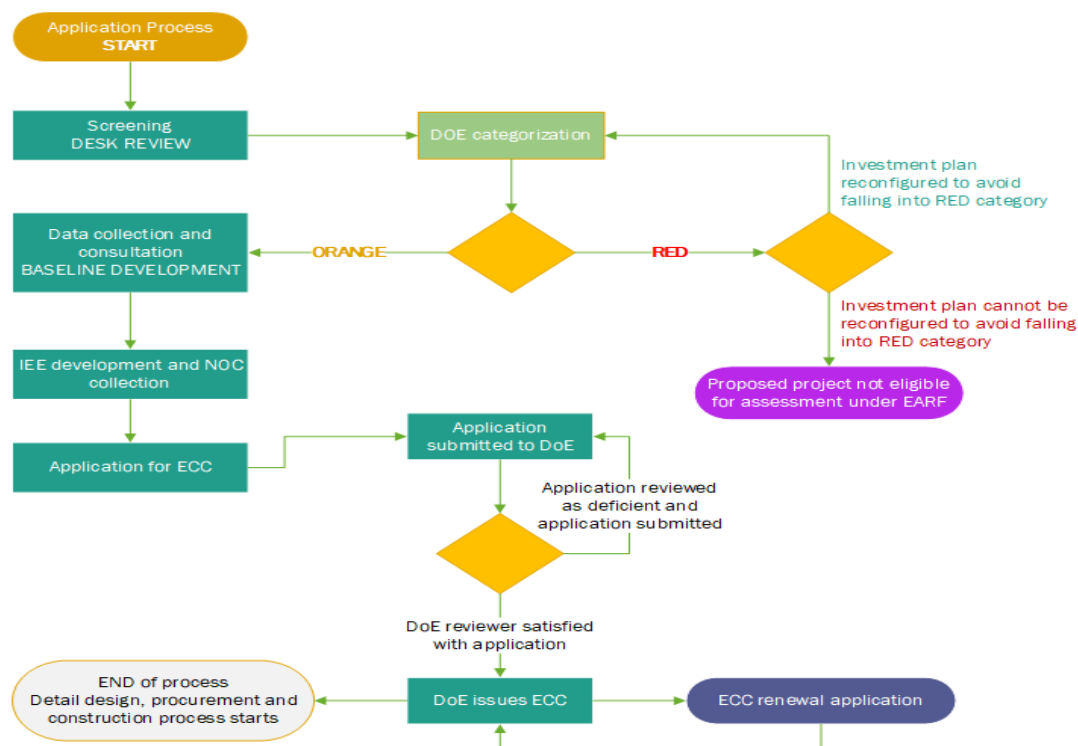 Application Process
START
Screening
DESK REVIEW
DOE categorization
Investment plan
reconfigured to avoid
falling into RED category
Data collection and
consultation
BASELINE DEVELOPMENT
ORANGE
RED
Investment plan cannot be
reconfigured to avoid falling
into RED category
IEE development and NOC
collection
Proposed project not eligible
for assessment under EARF
Application
submitted to DoE
Application for ECC
Application reviewed
as deficient and
application submitted
DoE reviewer satisfied
with application
END of process
Detail design, procurement and
construction process starts
DoE issues ECC
ECC renewal application